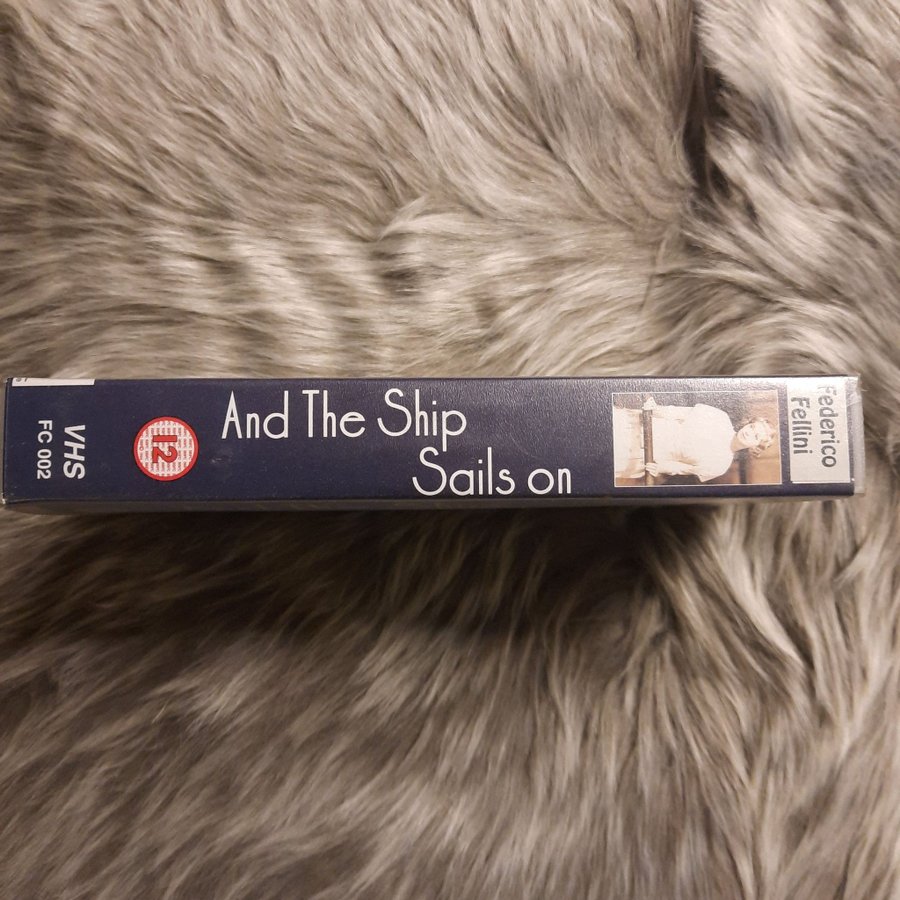 VHS
FC 002
12
And The Ship
Sails on
Federico
Fellini